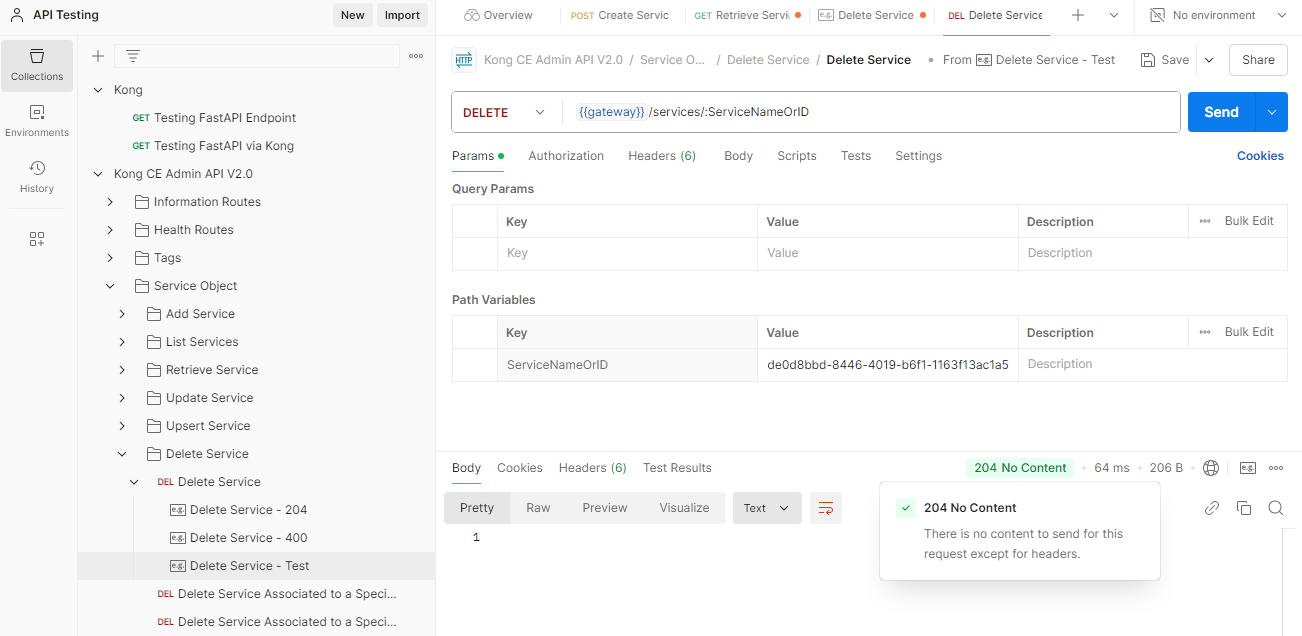 API Testing
New
Import
Overview
POST Create Servic
GET Retrieve Servi
e.g. Delete Service
DEL Delete Service
No environment
Collections
Environments
History
Kong
GET Testing FastAPI Endpoint
GET Testing FastAPI via Kong
Kong CE Admin API V2.0
Information Routes
Health Routes
Tags
Service Object
Add Service
List Services
Retrieve Service
Update Service
Upsert Service
Delete Service
DEL Delete Service
e.g. Delete Service - 204
e.g. Delete Service - 400
e.g. Delete Service - Test
DEL Delete Service Associated to a Speci...
DEL Delete Service Associated to a Speci...
HTTP Kong CE Admin API V2.0 / Service O... / Delete Service / Delete Service • From e.g. Delete Service - Test
Save
Share
DELETE
{{gateway}}/services/:ServiceNameOrID
Send
Params Authorization Headers (6) Body Scripts Tests Settings
Cookies
Query Params
Key Value Description ••• Bulk Edit
Key Value Description
Path Variables
Key Value Description ••• Bulk Edit
ServiceNameOrID de0d8bbd-8446-4019-b6f1-1163f13ac1a5 Description
Body Cookies Headers (6) Test Results
204 No Content • 64 ms • 206 B
e.g.
Pretty Raw Preview Visualize Text
1
204 No Content
There is no content to send for this
request except for headers.